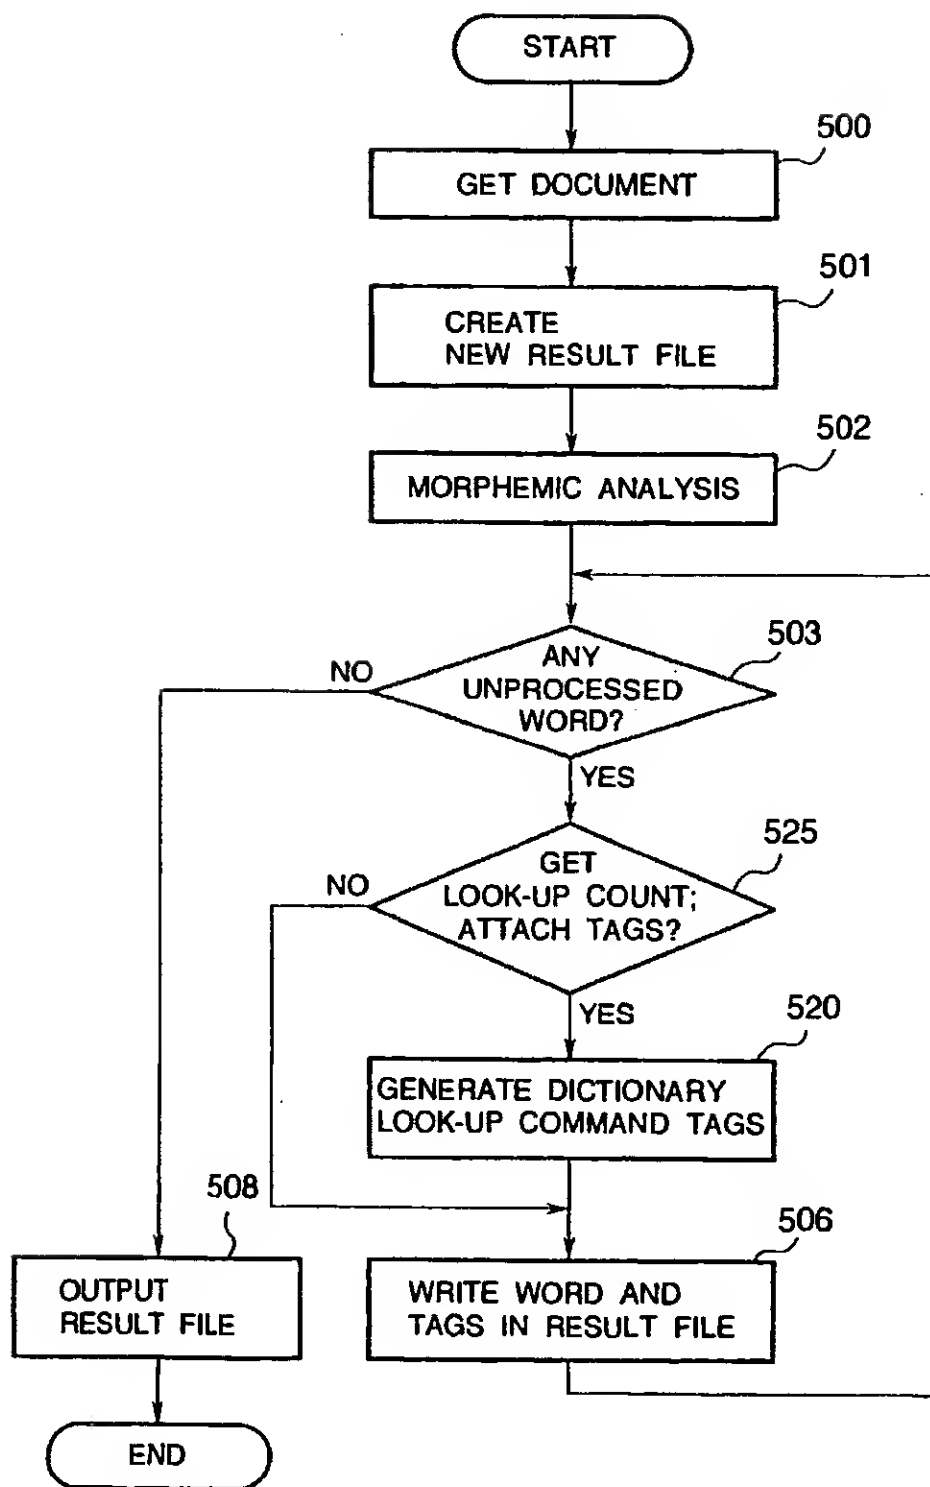 START
500
GET DOCUMENT
501
CREATE
NEW RESULT FILE
502
MORPHEMIC ANALYSIS
503
NO
ANY
UNPROCESSED
WORD?
YES
525
NO
GET
LOOK-UP COUNT;
ATTACH TAGS?
YES
520
GENERATE DICTIONARY
LOOK-UP COMMAND TAGS
508
506
OUTPUT
RESULT FILE
WRITE WORD AND
TAGS IN RESULT FILE
END